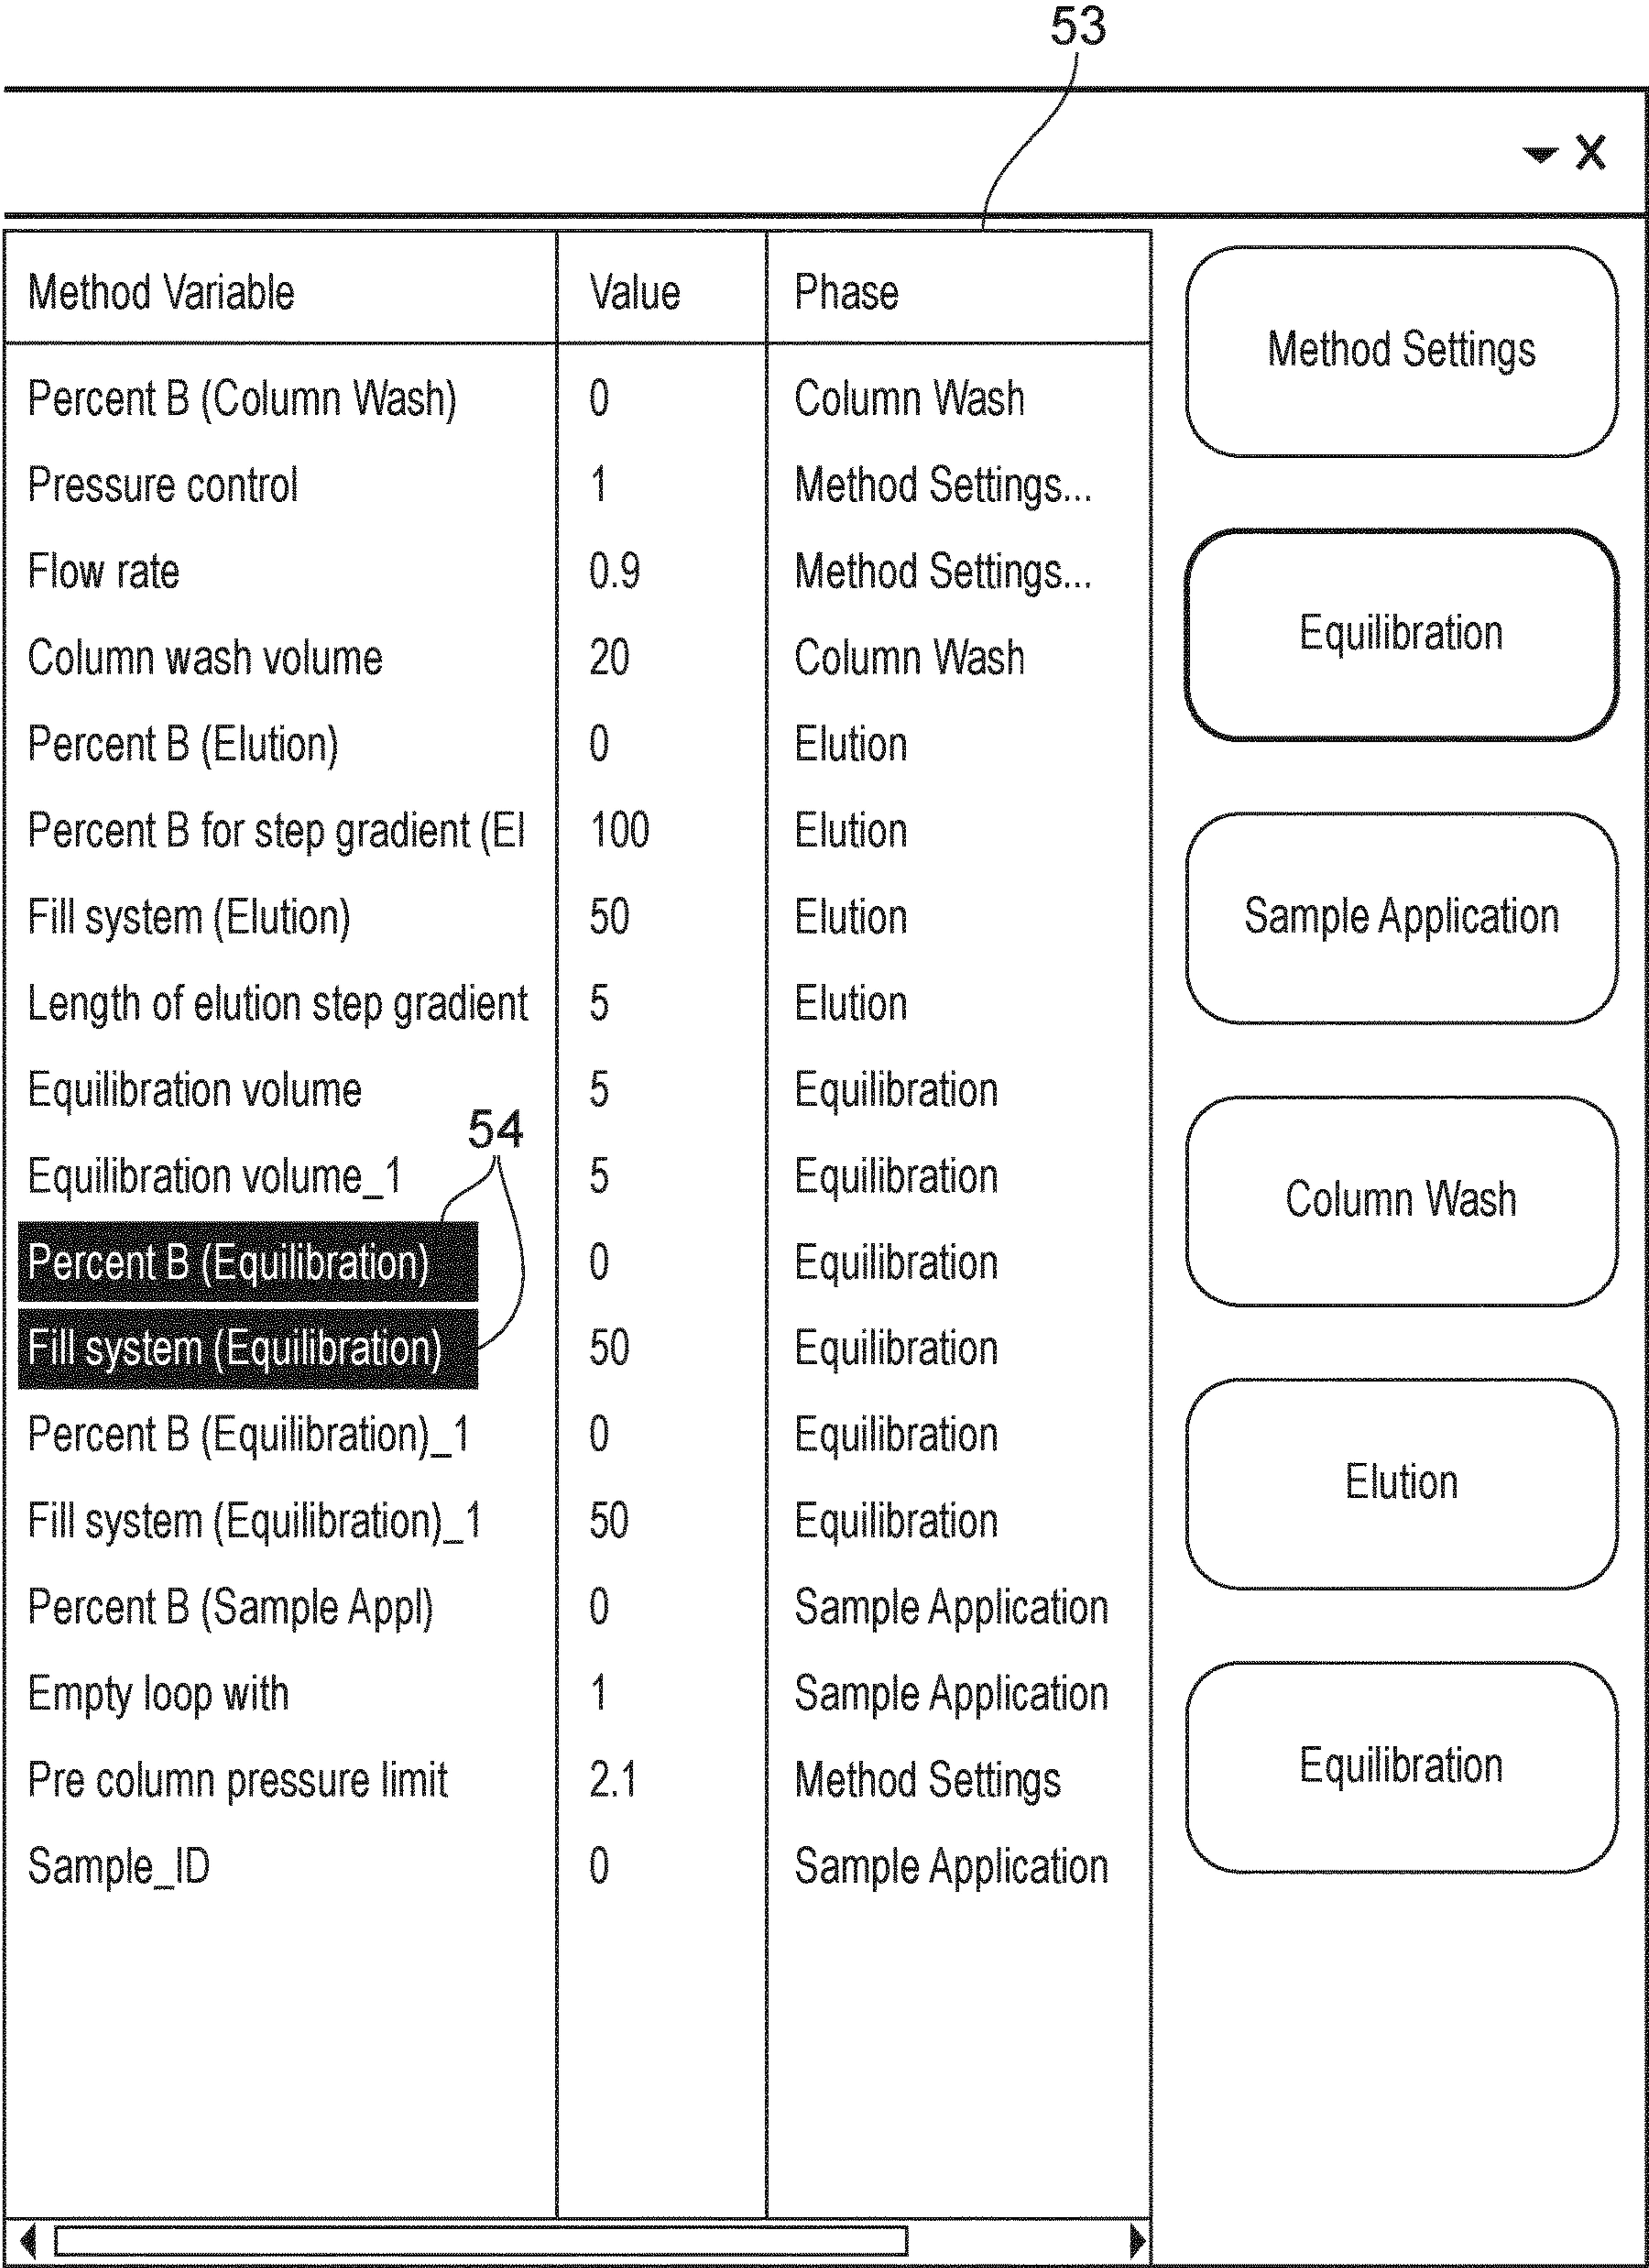 53
X
Method Variable Value Phase
Percent B (Column Wash) 0 Column Wash
Pressure control 1 Method Settings...
Flow rate 0.9 Method Settings...
Column wash volume 20 Column Wash
Percent B (Elution) 0 Elution
Percent B for step gradient (El 100 Elution
Fill system (Elution) 50 Elution
Length of elution step gradient 5 Elution
Equilibration volume 5 Equilibration
54
Equilibration volume_1 5 Equilibration
Percent B (Equilibration) 0 Equilibration
Fill system (Equilibration) 50 Equilibration
Percent B (Equilibration)_1 0 Equilibration
Fill system (Equilibration)_1 50 Equilibration
Percent B (Sample Appl) 0 Sample Application
Empty loop with 1 Sample Application
Pre column pressure limit 2.1 Method Settings
Sample_ID 0 Sample Application
Method Settings
Equilibration
Sample Application
Column Wash
Elution
Equilibration